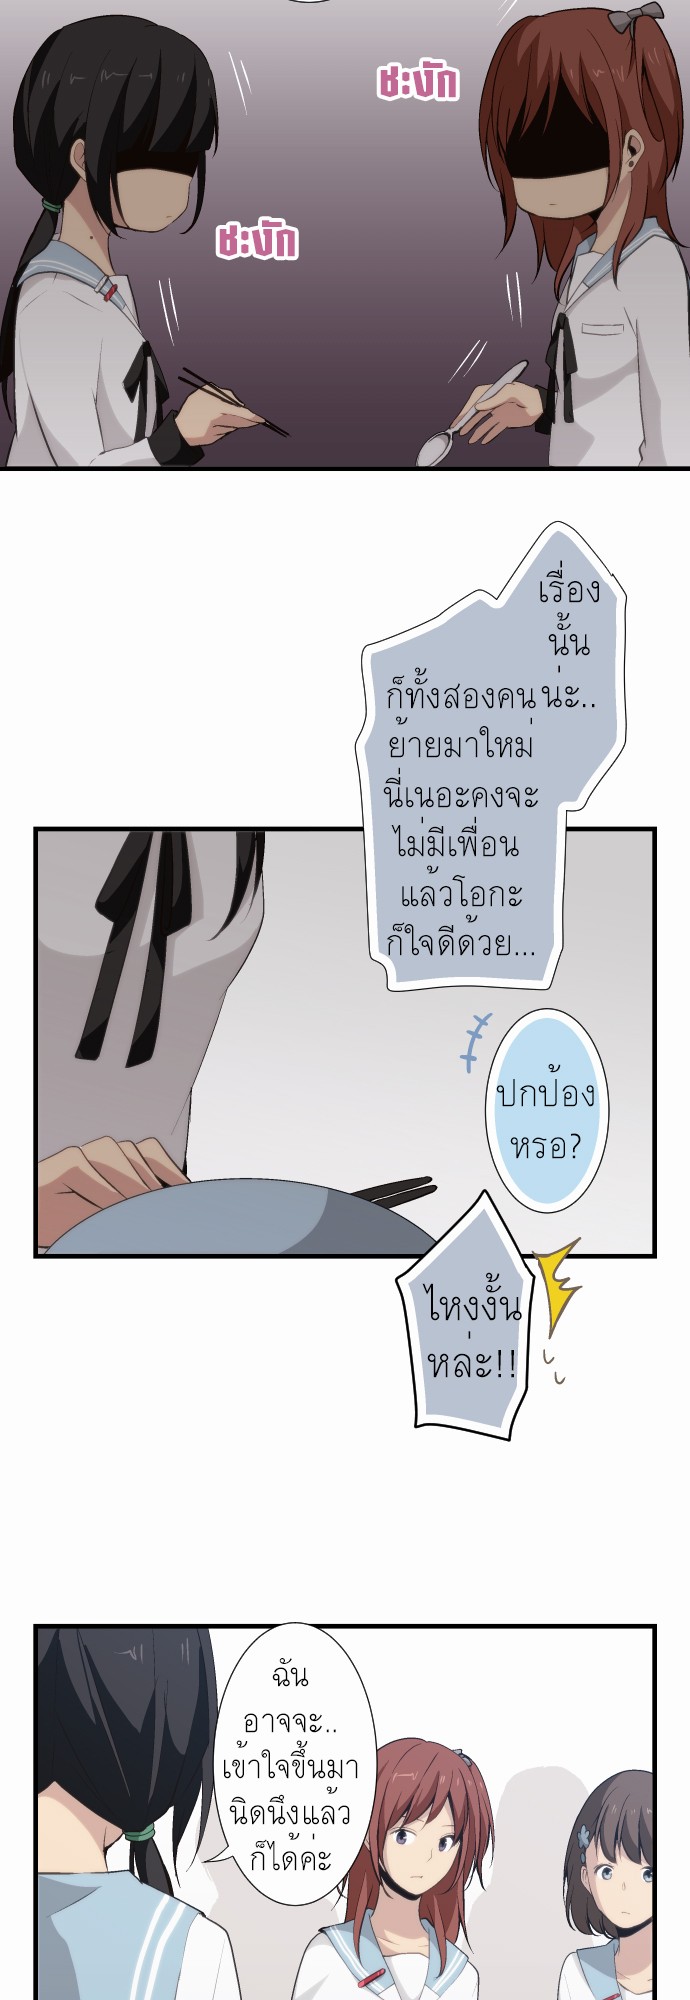 ชะงัก
ชะงัก
เรื่อง
นั้น
น่ะ..
ก็ทั้งสองคน
ย้ายมาใหม่
นี่เนอะคงจะ
ไม่มีเพื่อน
แล้วโอกะ
ก็ใจดีด้วย...
ปกป้อง
หรอ?
ไหงงั้น
หล่ะ!!
ฉัน
อาจจะ..
เข้าใจขึ้นมา
นิดนึงแล้ว
ก็ได้ค่ะ